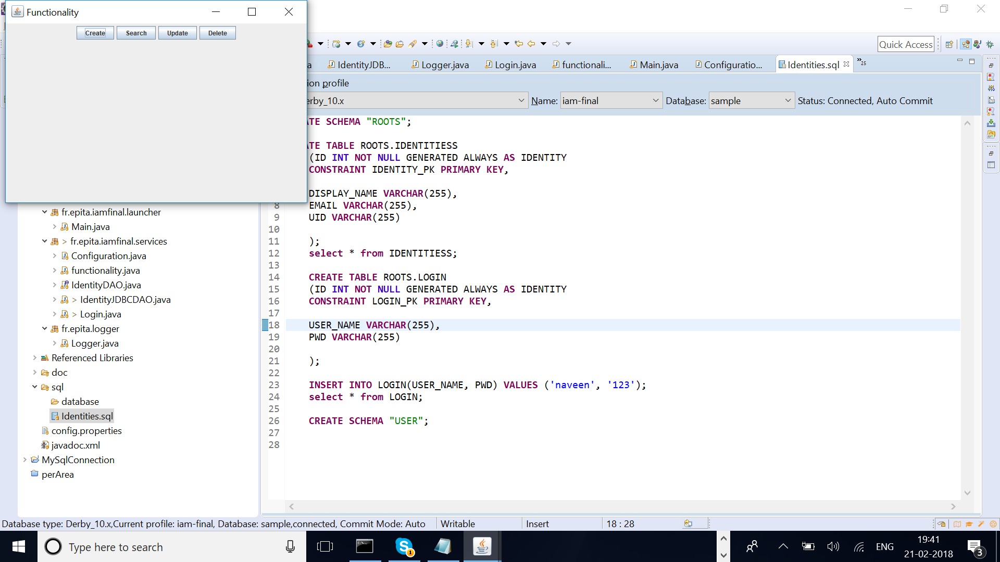 Functionality
Create Search Update Delete
Quick Access
a IdentityJDB... Logger.java Login.java functionali... Main.java Configuratio... Identities.sql 25
ion profile
erby_10.x Name: iam-final Database: sample Status: Connected, Auto Commit
ATE SCHEMA "ROOTS";
ATE TABLE ROOTS.IDENTITIESS
(ID INT NOT NULL GENERATED ALWAYS AS IDENTITY
CONSTRAINT IDENTITY_PK PRIMARY KEY,
DISPLAY_NAME VARCHAR(255),
8 EMAIL VARCHAR(255),
9 UID VARCHAR(255)
10
11 );
12 select * from IDENTITIESS;
13
14 CREATE TABLE ROOTS.LOGIN
15 (ID INT NOT NULL GENERATED ALWAYS AS IDENTITY
16 CONSTRAINT LOGIN_PK PRIMARY KEY,
17
18 USER_NAME VARCHAR(255),
19 PWD VARCHAR(255)
20
21 );
22
23 INSERT INTO LOGIN(USER_NAME, PWD) VALUES ('naveen', '123');
24 select * from LOGIN;
25
26 CREATE SCHEMA "USER";
27
28
fr.epita.iamfinal.launcher
Main.java
> fr.epita.iamfinal.services
Configuration.java
functionality.java
IdentityDAO.java
> IdentityJDBCDAO.java
> Login.java
fr.epita.logger
Logger.java
Referenced Libraries
doc
sql
database
Identities.sql
config.properties
javadoc.xml
MySqlConnection
perArea
Database type: Derby_10.x,Current profile: iam-final, Database: sample,connected, Commit Mode: Auto Writable Insert 18 : 28
Type here to search
1
ENG
19:41
21-02-2018
3